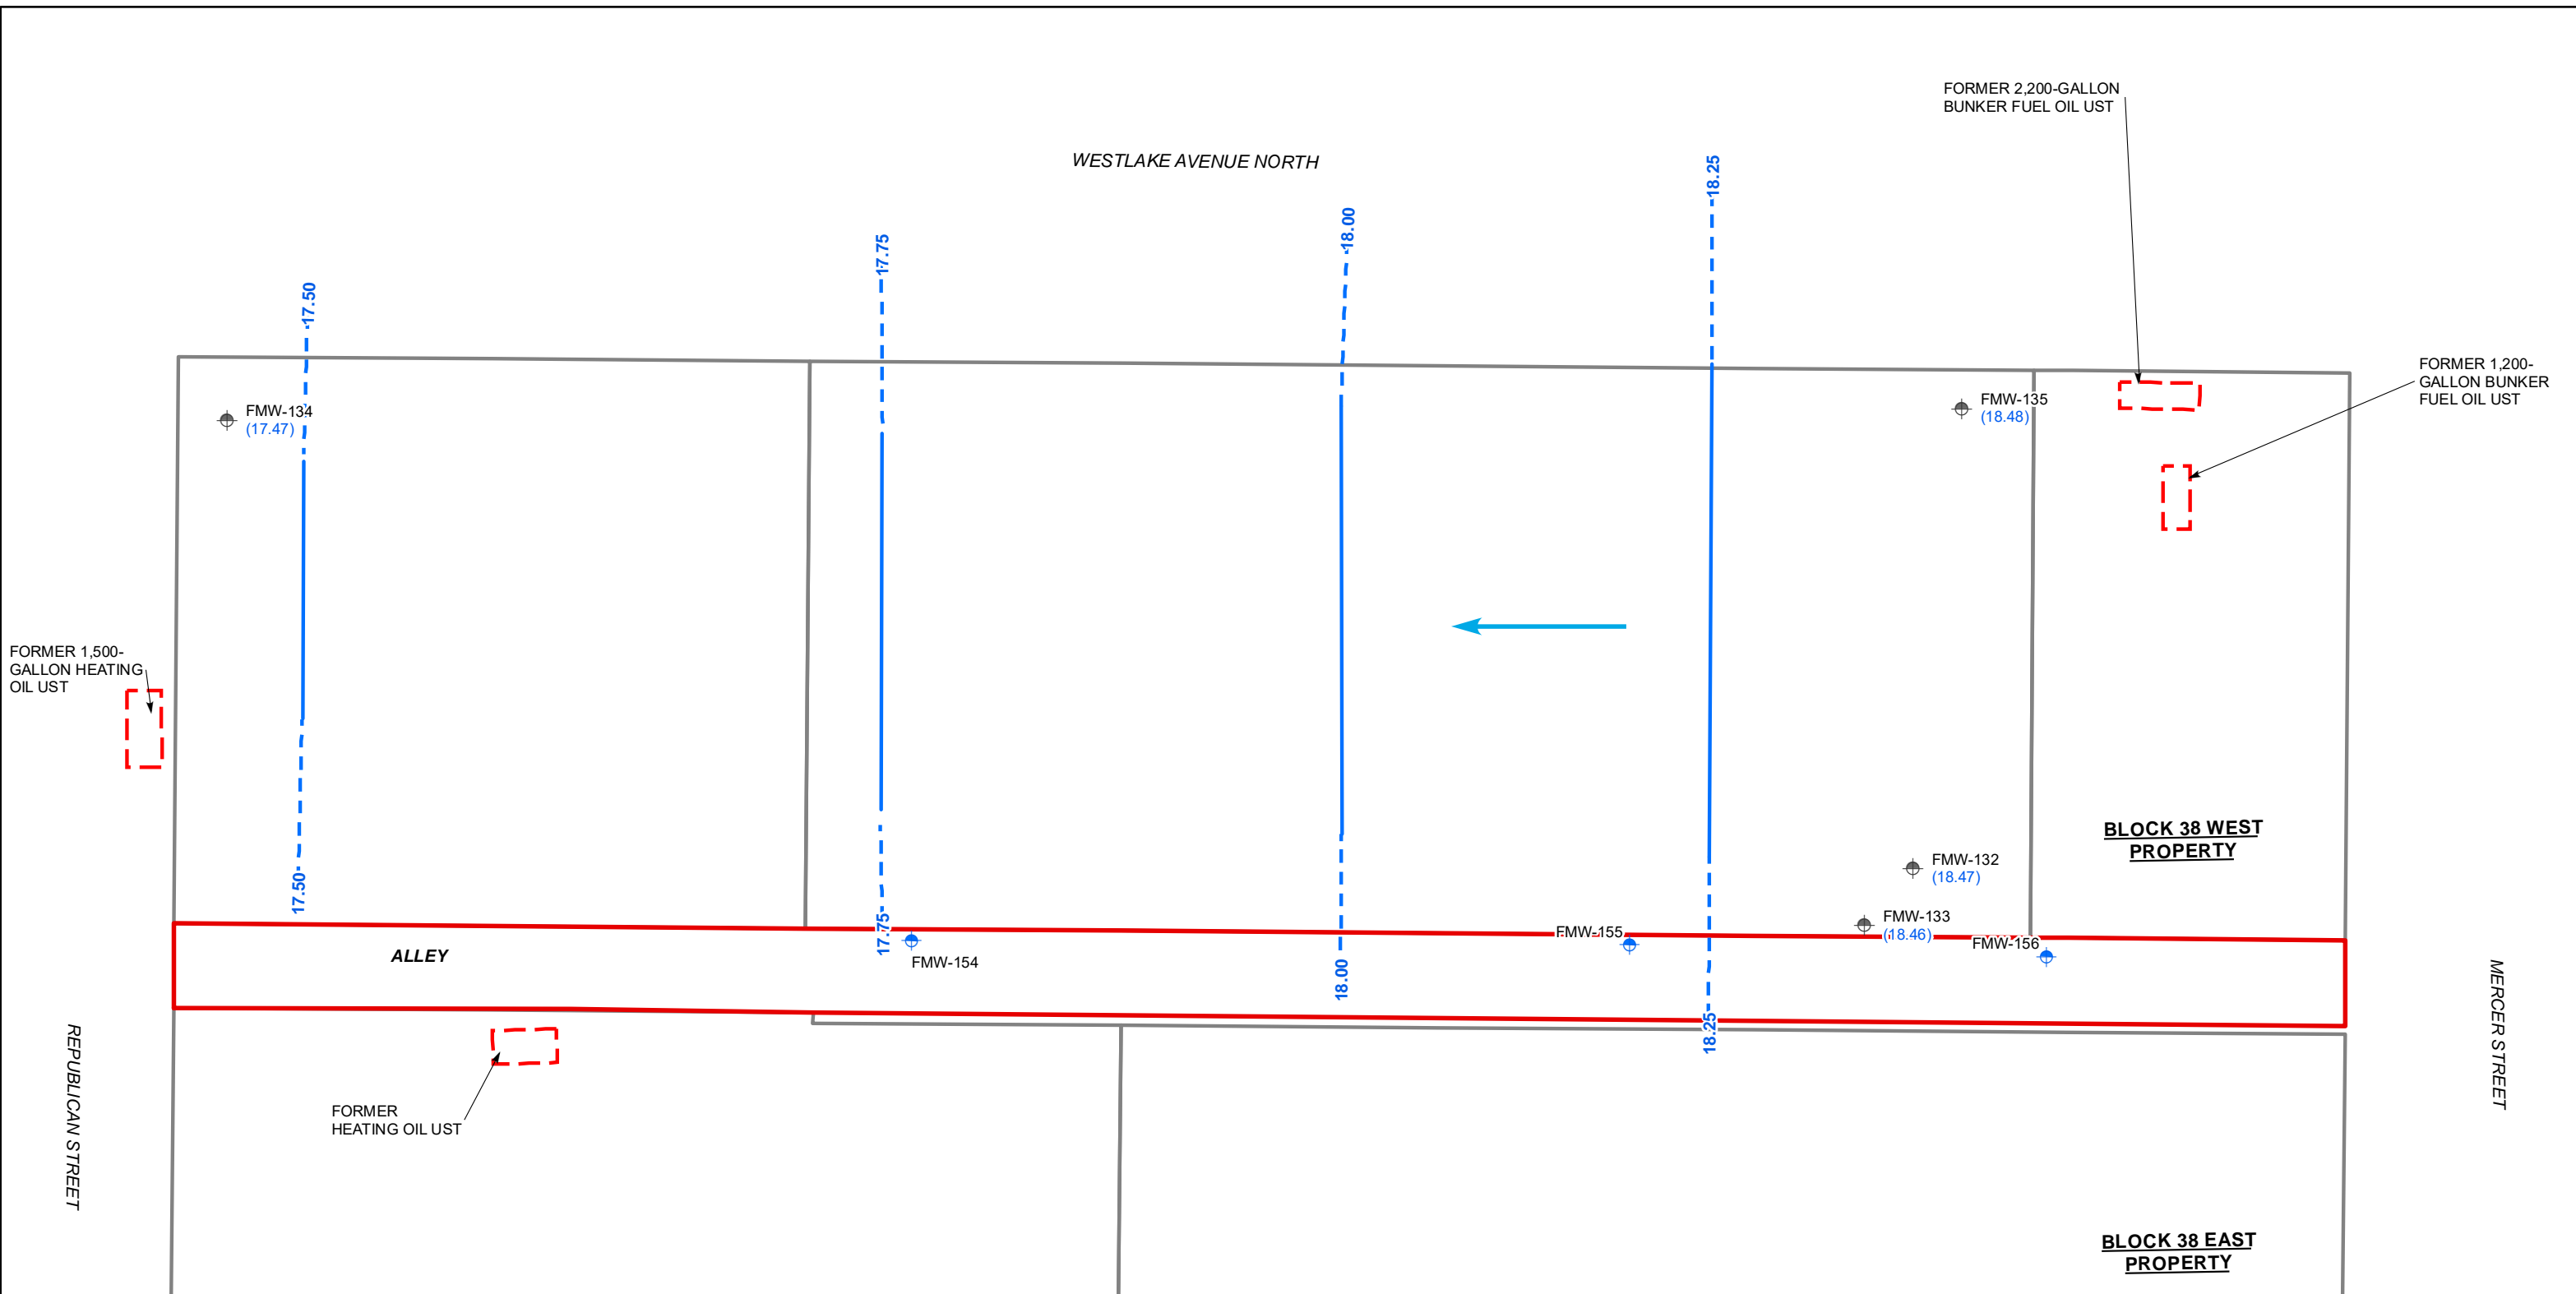 FORMER 2,200-GALLON
BUNKER FUEL OIL UST
WESTLAKE AVENUE NORTH
18.25
18.00
17.75
17.50
FORMER 1,200-
GALLON BUNKER
FUEL OIL UST
FMW-134
(17.47)
FMW-135
(18.48)
FORMER 1,500-
GALLON HEATING
OIL UST
BLOCK 38 WEST
PROPERTY
FMW-132
(18.47)
17.50
17.75
FMW-133
(18.46)
FMW-155
FMW-156
ALLEY
FMW-154
18.00
18.25
MERCER STREET
REPUBLICAN STREET
FORMER
HEATING OIL UST
BLOCK 38 EAST
PROPERTY